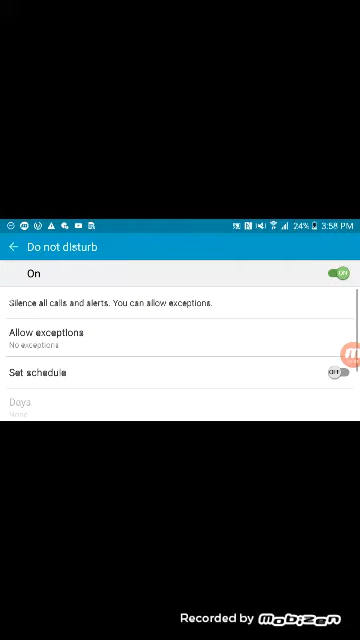 24% 3:58 PM
Do not disturb
On
ON
Silence all calls and alerts. You can allow exceptions.
Allow exceptions
No exceptions
Set schedule
OFF
Days
None
Recorded by Mobizen